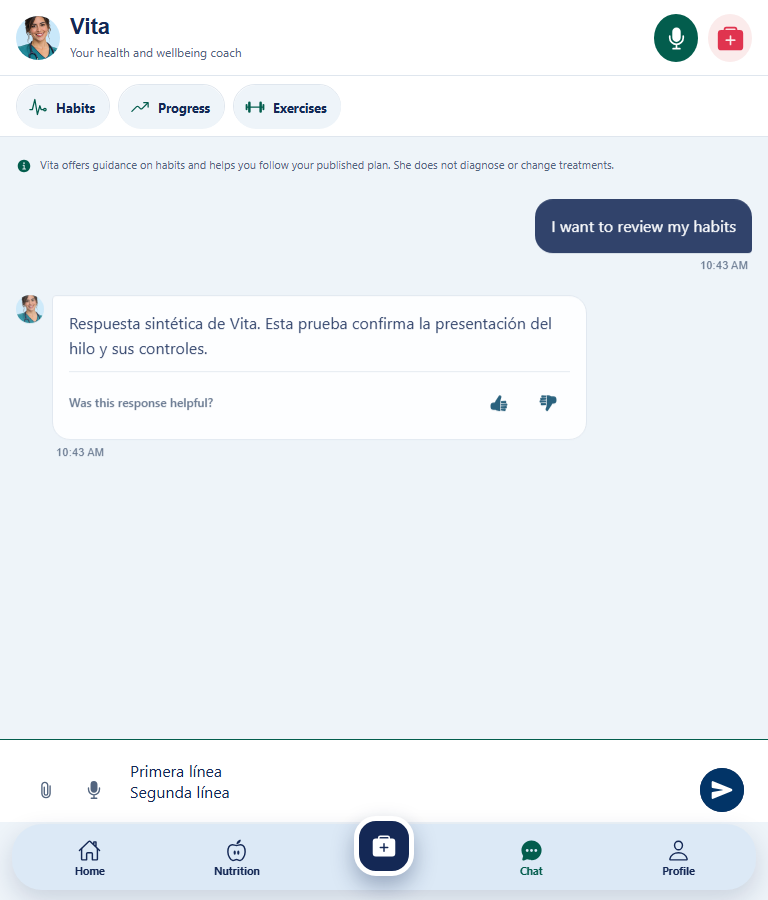 Vita
Your health and wellbeing coach
Habits
Progress
Exercises
Vita offers guidance on habits and helps you follow your published plan. She does not diagnose or change treatments.
I want to review my habits
10:43 AM
Respuesta sintética de Vita. Esta prueba confirma la presentación del
hilo y sus controles.
Was this response helpful?
10:43 AM
Primera línea
Segunda línea
Home
Nutrition
Chat
Profile